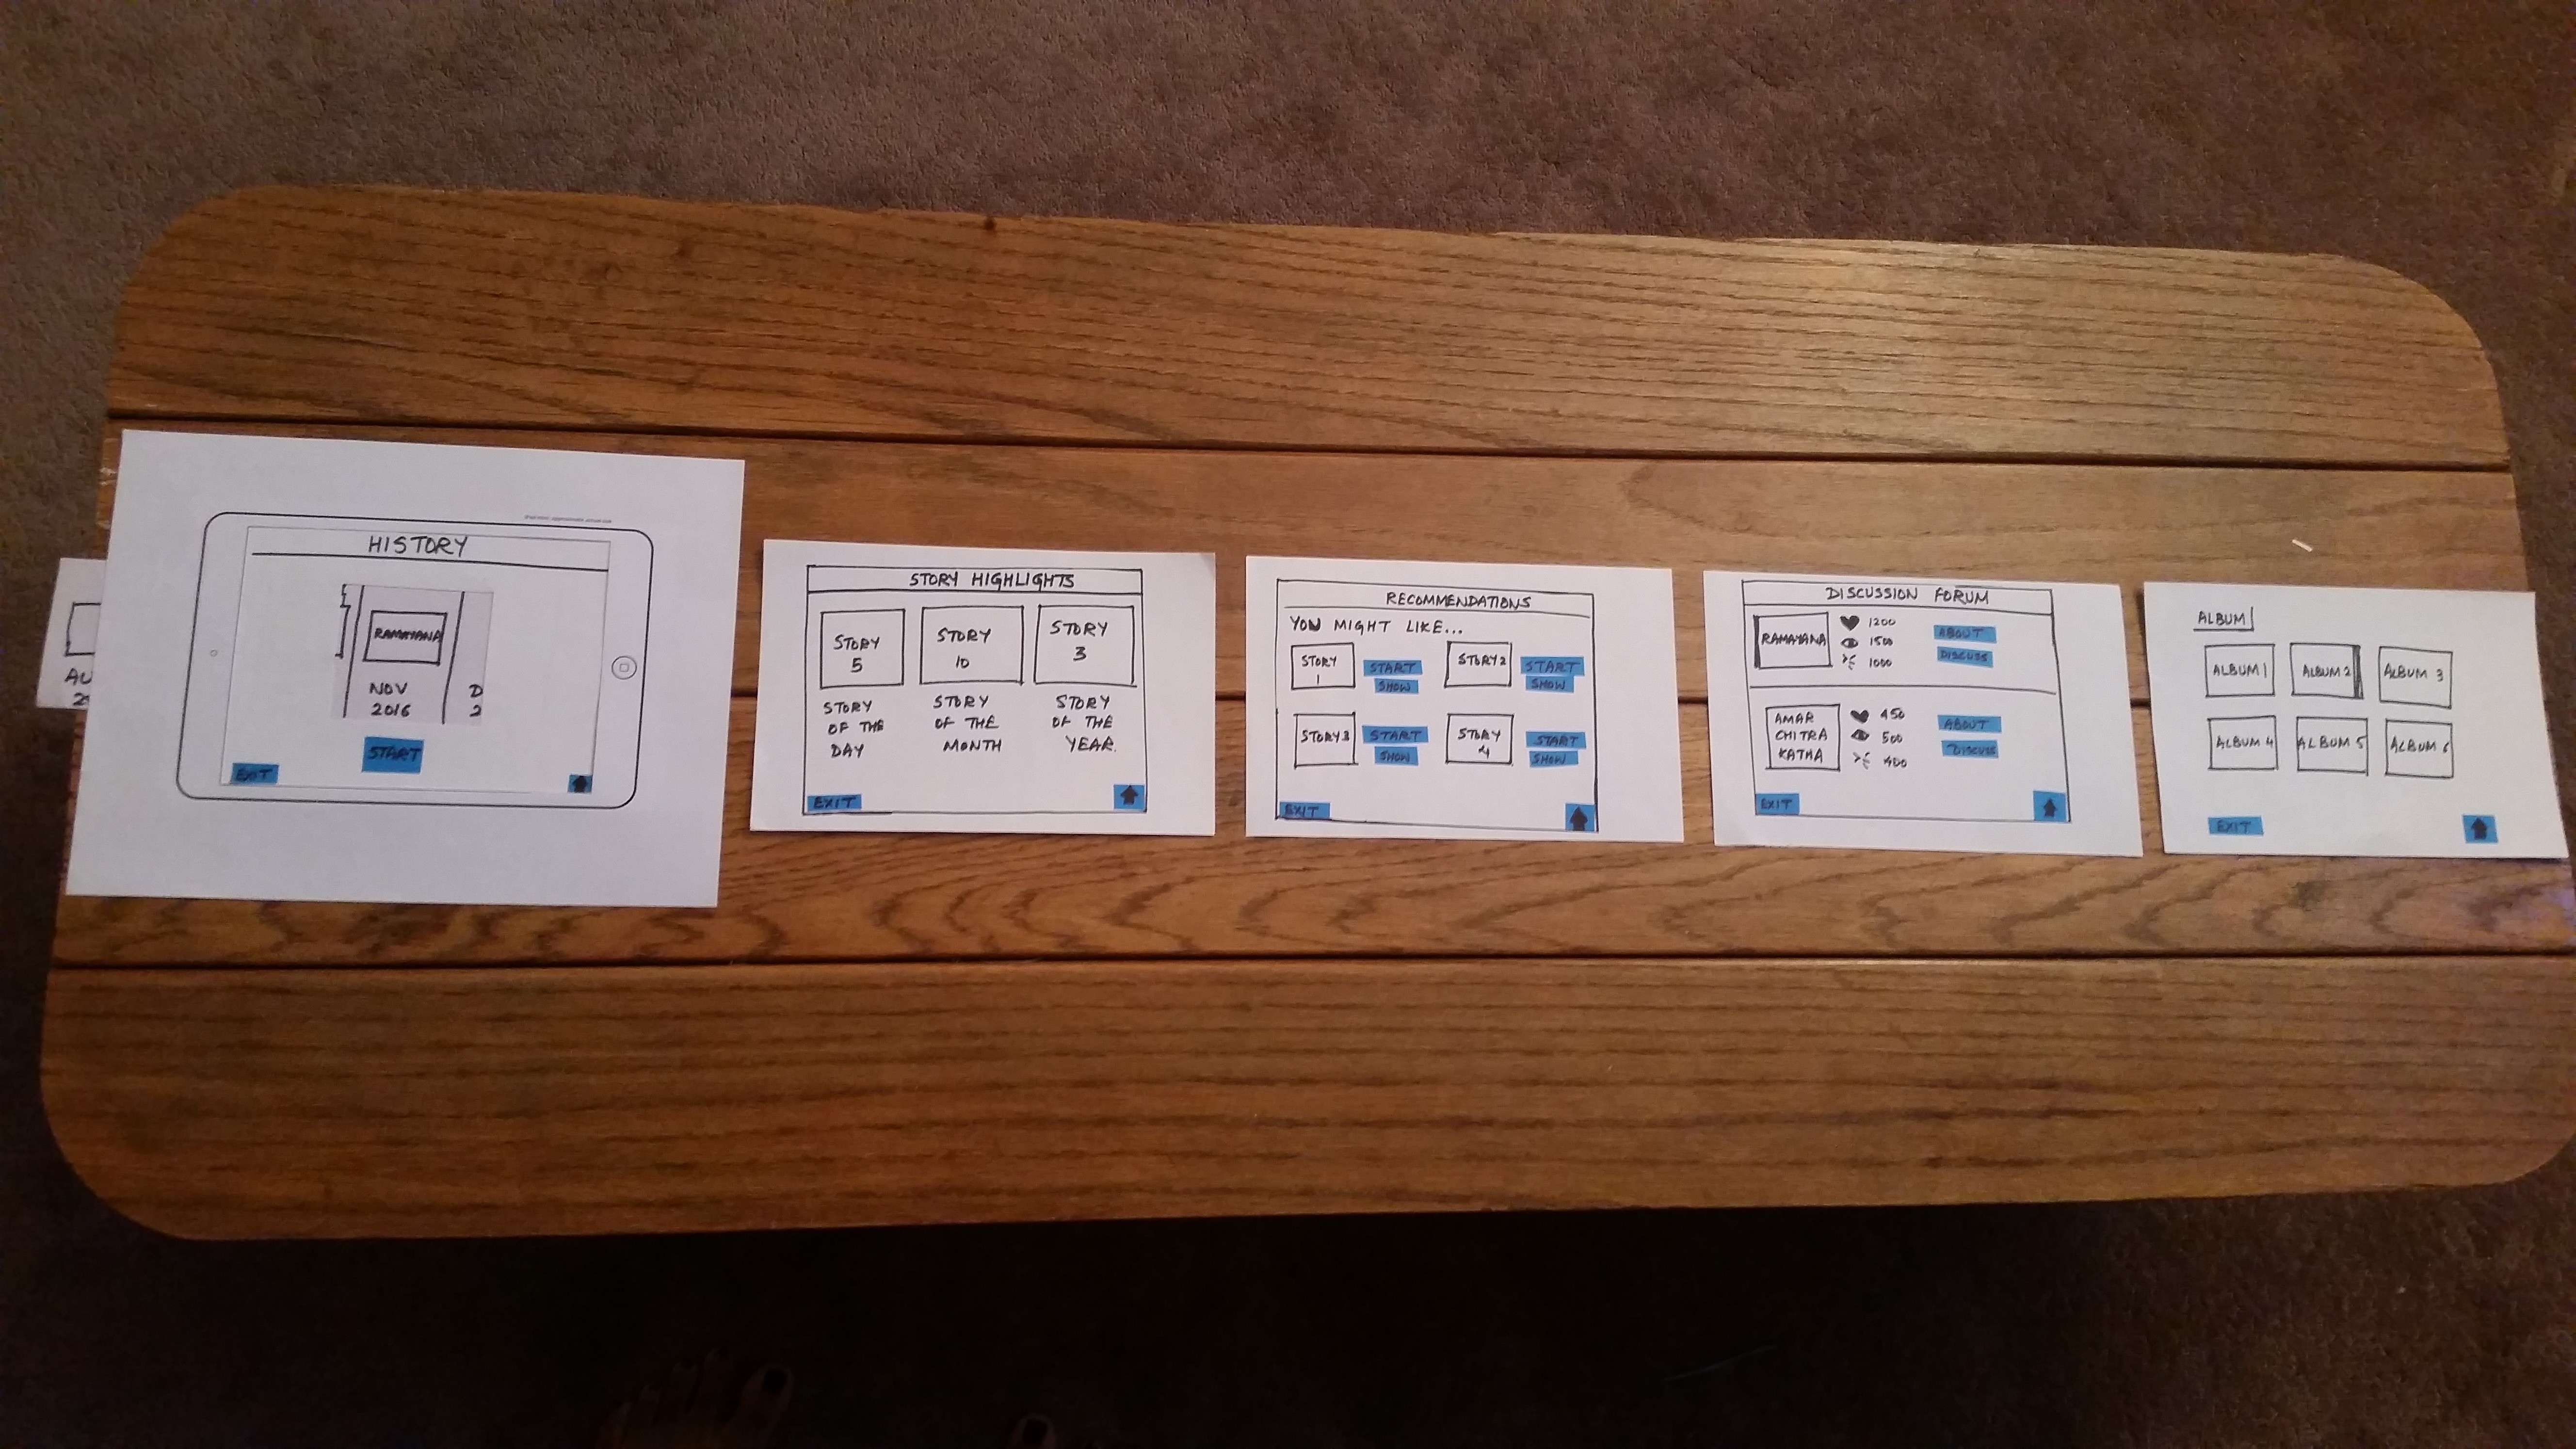 AU
HISTORY
RAMAYANA
NOV
2016
D
2
START
EXIT
STORY HIGHLIGHTS
STORY
5
STORY
10
STORY
3
STORY
OF THE
DAY
STORY
OF THE
MONTH
STORY
OF THE
YEAR.
EXIT
RECOMMENDATIONS
YOU MIGHT LIKE...
STORY
1
START
SHOW
STORY 2
START
SHOW
STORY 3
START
SHOW
STORY
4
START
SHOW
EXIT
DISCUSSION FORUM
RAMAYANA
1200
1500
1000
ABOUT
DISCUSS
AMAR
CHITRA
KATHA
450
500
400
ABOUT
DISCUSS
EXIT
ALBUM
ALBUM 1
ALBUM 2
ALBUM 3
ALBUM 4
ALBUM 5
ALBUM 6
EXIT